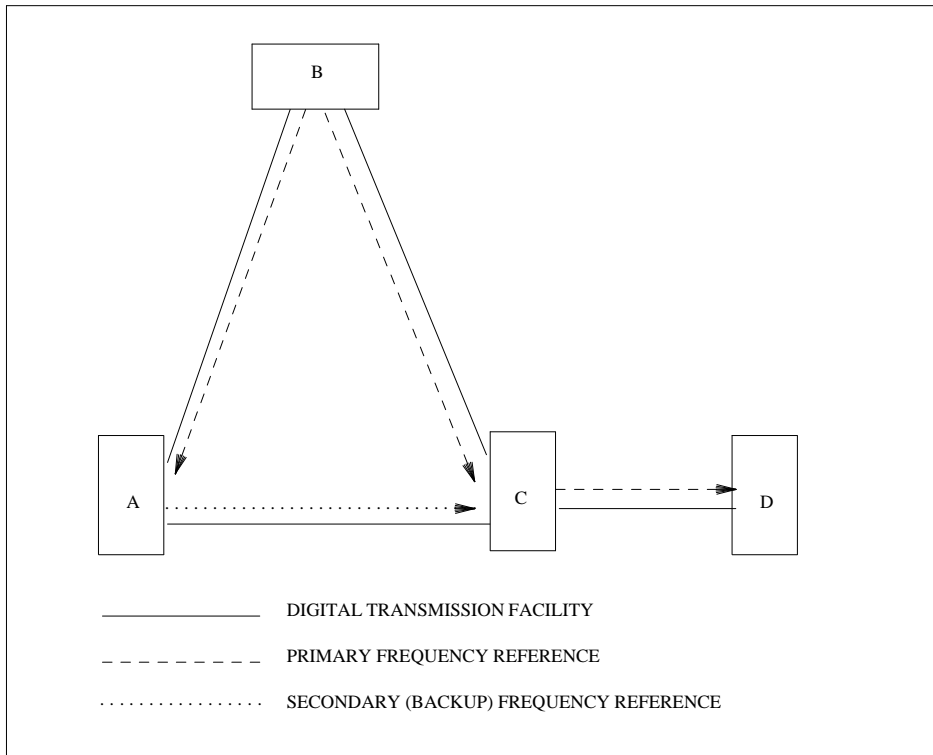 B
A
C
D
DIGITAL TRANSMISSION FACILITY
PRIMARY FREQUENCY REFERENCE
SECONDARY (BACKUP) FREQUENCY REFERENCE